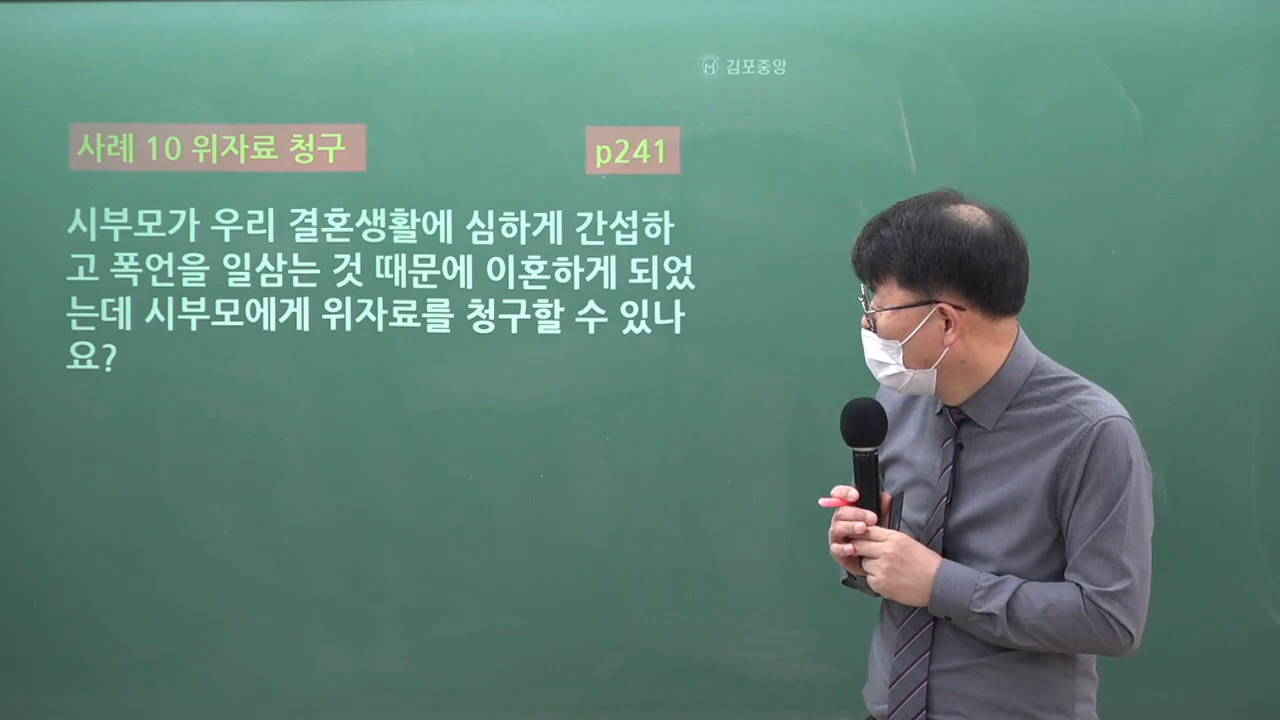 김포중앙
사례 10 위자료 청구
p241
시부모가 우리 결혼생활에 심하게 간섭하
고 폭언을 일삼는 것 때문에 이혼하게 되었
는데 시부모에게 위자료를 청구할 수 있나
요?